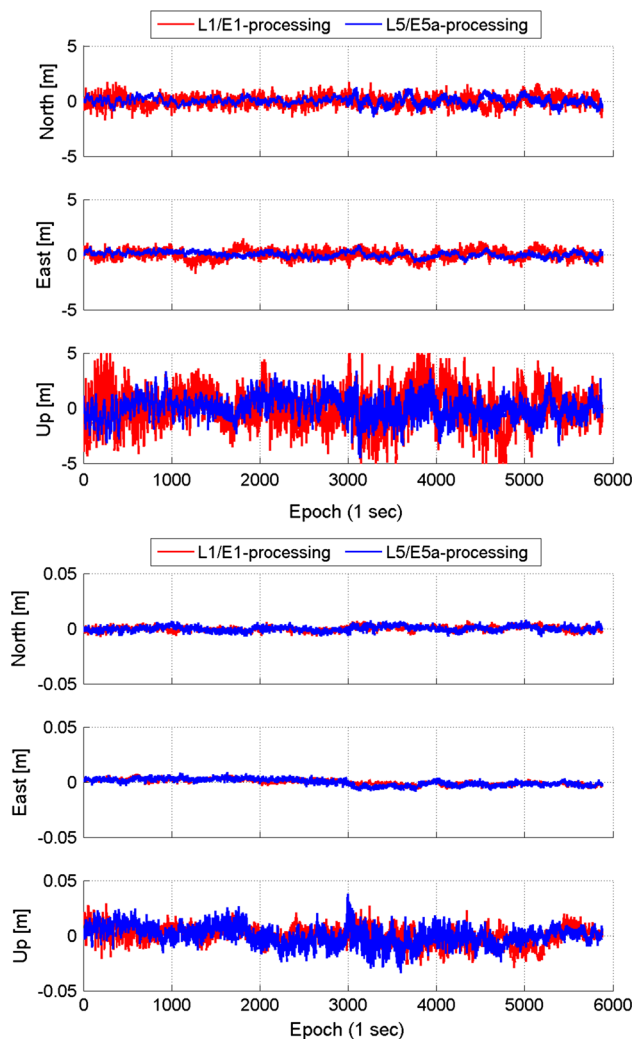 L1/E1-processing L5/E5a-processing
5
North [m]
0
-5
5
East [m]
0
-5
5
Up [m]
0
-5
0 1000 2000 3000 4000 5000 6000
Epoch (1 sec)
L1/E1-processing L5/E5a-processing
0.05
North [m]
0
-0.05
0.05
East [m]
0
-0.05
0.05
Up [m]
0
-0.05
0 1000 2000 3000 4000 5000 6000
Epoch (1 sec)